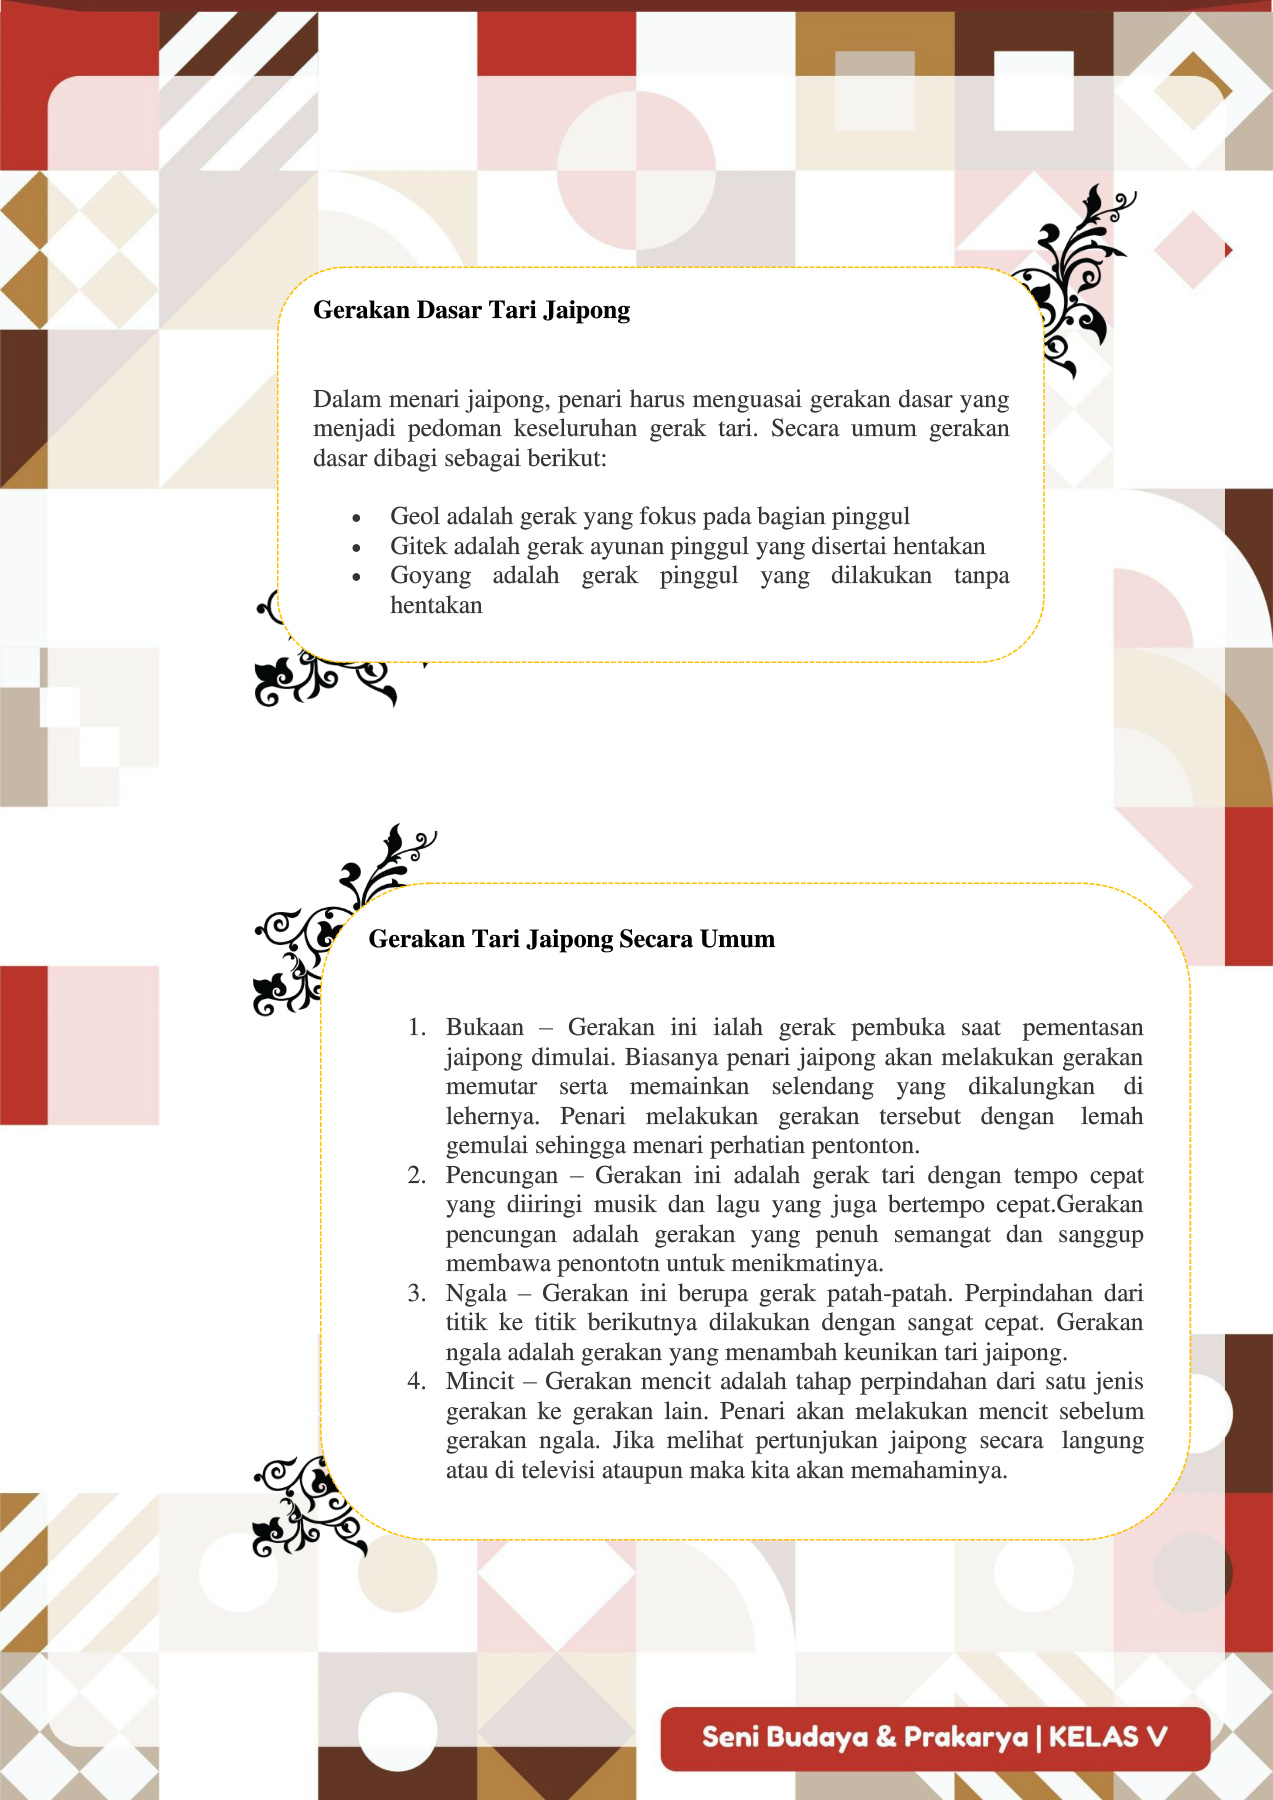 Gerakan Dasar Tari Jaipong
Dalam menari jaipong, penari harus menguasai gerakan dasar yang
menjadi pedoman keseluruhan gerak tari. Secara umum gerakan
dasar dibagi sebagai berikut:
• Geol adalah gerak yang fokus pada bagian pinggul
• Gitek adalah gerak ayunan pinggul yang disertai hentakan
• Goyang adalah gerak pinggul yang dilakukan tanpa
hentakan
Gerakan Tari Jaipong Secara Umum
1. Bukaan – Gerakan ini ialah gerak pembuka saat pementasan
jaipong dimulai. Biasanya penari jaipong akan melakukan gerakan
memutar serta memainkan selendang yang dikalungkan di
lehernya. Penari melakukan gerakan tersebut dengan lemah
gemulai sehingga menari perhatian pentonton.
2. Pencungan – Gerakan ini adalah gerak tari dengan tempo cepat
yang diiringi musik dan lagu yang juga bertempo cepat.Gerakan
pencungan adalah gerakan yang penuh semangat dan sanggup
membawa penontotn untuk menikmatinya.
3. Ngala – Gerakan ini berupa gerak patah-patah. Perpindahan dari
titik ke titik berikutnya dilakukan dengan sangat cepat. Gerakan
ngala adalah gerakan yang menambah keunikan tari jaipong.
4. Mincit – Gerakan mencit adalah tahap perpindahan dari satu jenis
gerakan ke gerakan lain. Penari akan melakukan mencit sebelum
gerakan ngala. Jika melihat pertunjukan jaipong secara langung
atau di televisi ataupun maka kita akan memahaminya.
Seni Budaya & Prakarya | KELAS V